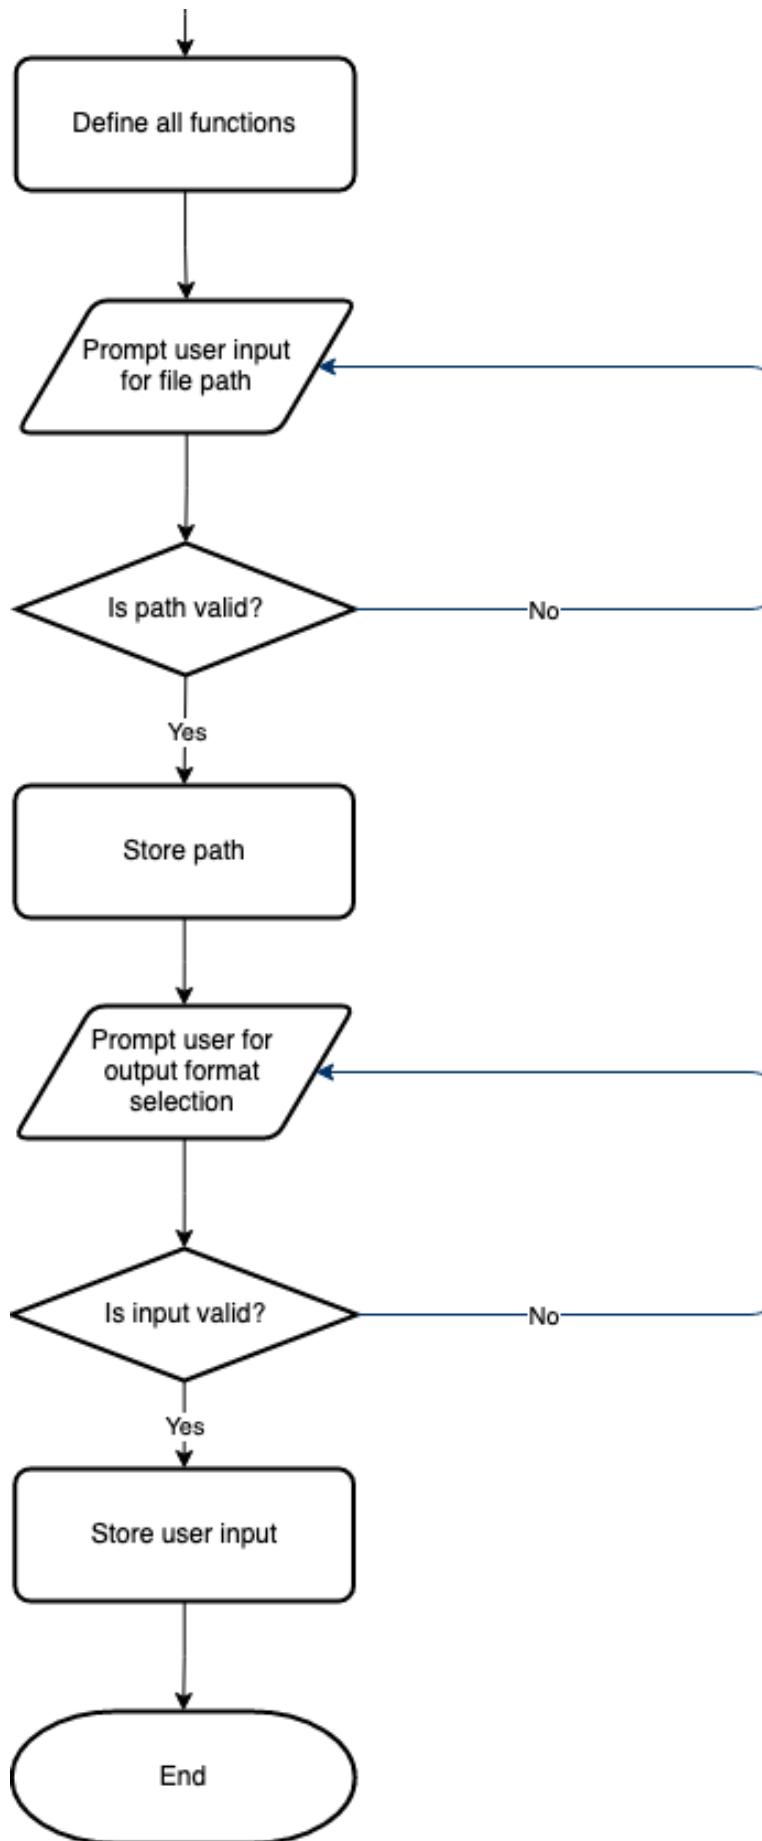 Define all functions
Prompt user input
for file path
Is path valid?
No
Yes
Store path
Prompt user for
output format
selection
Is input valid?
No
Yes
Store user input
End